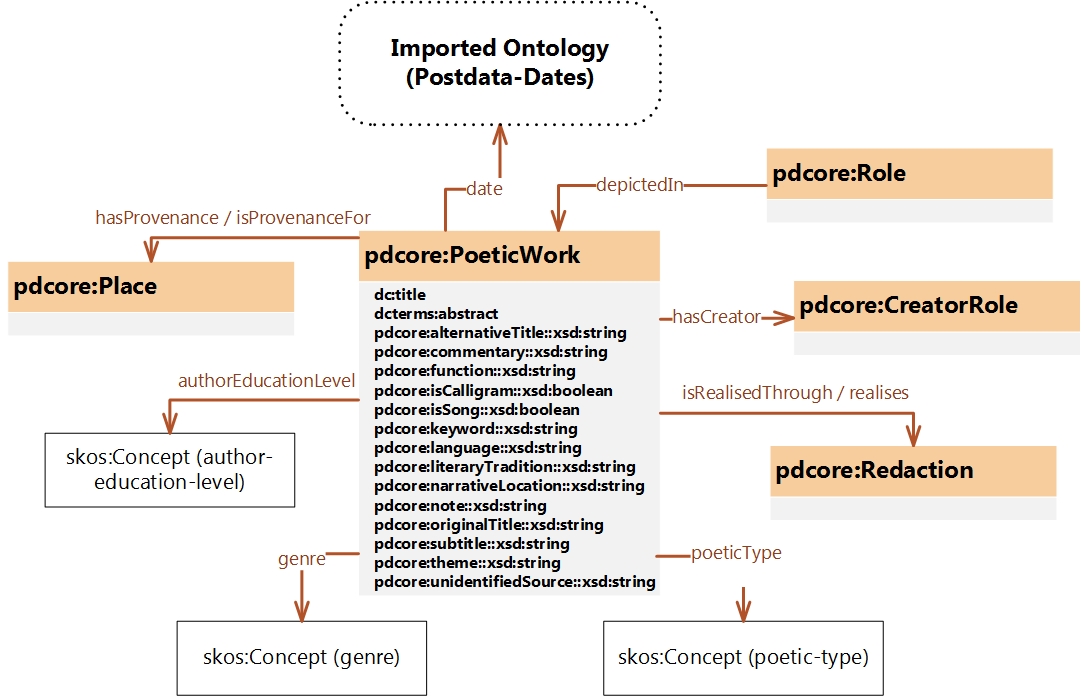 Imported Ontology
(Postdata-Dates)
pdcore:Role
date
depictedIn
hasProvenance / isProvenanceFor
pdcore:PoeticWork
pdcore:Place
dc:title
dcterms:abstract
pdcore:alternativeTitle::xsd:string
pdcore:commentary::xsd:string
pdcore:function::xsd:string
pdcore:isCalligram::xsd:boolean
pdcore:isSong::xsd:boolean
pdcore:keyword::xsd:string
pdcore:language::xsd:string
pdcore:literaryTradition::xsd:string
pdcore:narrativeLocation::xsd:string
pdcore:note::xsd:string
pdcore:originalTitle::xsd:string
pdcore:subtitle::xsd:string
pdcore:theme::xsd:string
pdcore:unidentifiedSource::xsd:string
hasCreator
pdcore:CreatorRole
authorEducationLevel
isRealisedThrough / realises
skos:Concept (author-
education-level)
pdcore:Redaction
genre
poeticType
skos:Concept (genre)
skos:Concept (poetic-type)